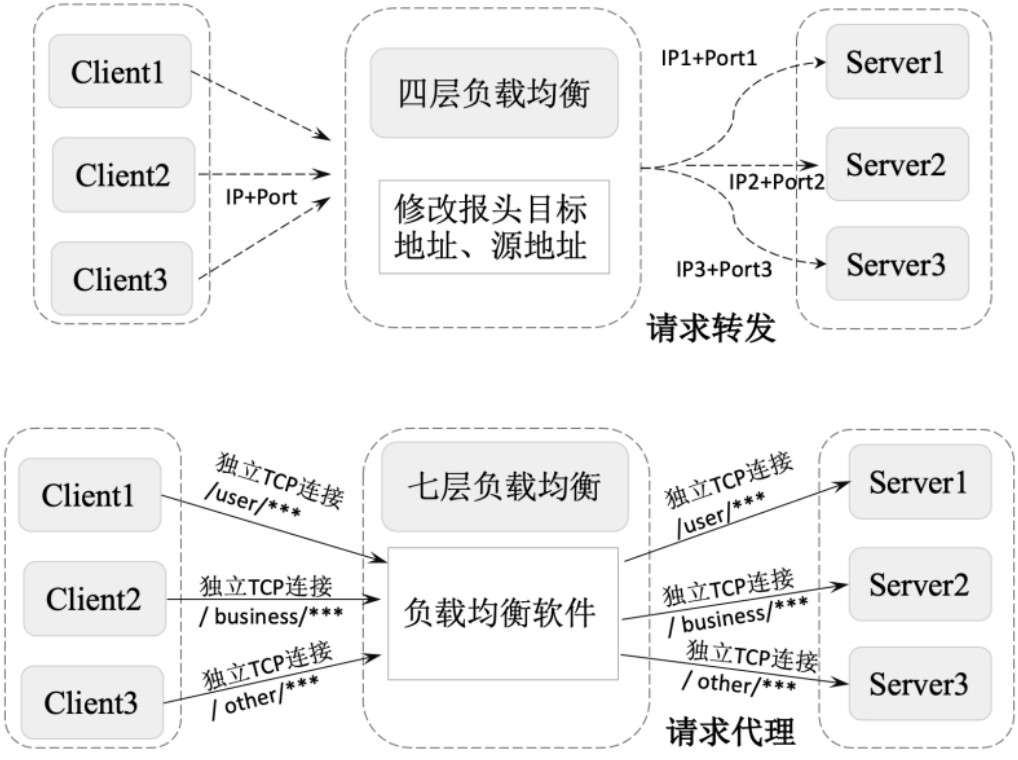 Client1
Client2
Client3
IP+Port
四层负载均衡
修改报头目标
地址、源地址
IP1+Port1
IP2+Port2
IP3+Port3
Server1
Server2
Server3
请求转发
Client1
Client2
Client3
独立TCP连接
/user/***
独立TCP连接
/ business/***
独立TCP连接
/ other/***
七层负载均衡
负载均衡软件
独立TCP连接
/user/***
独立TCP连接
/ business/***
独立TCP连接
/ other/***
Server1
Server2
Server3
请求代理